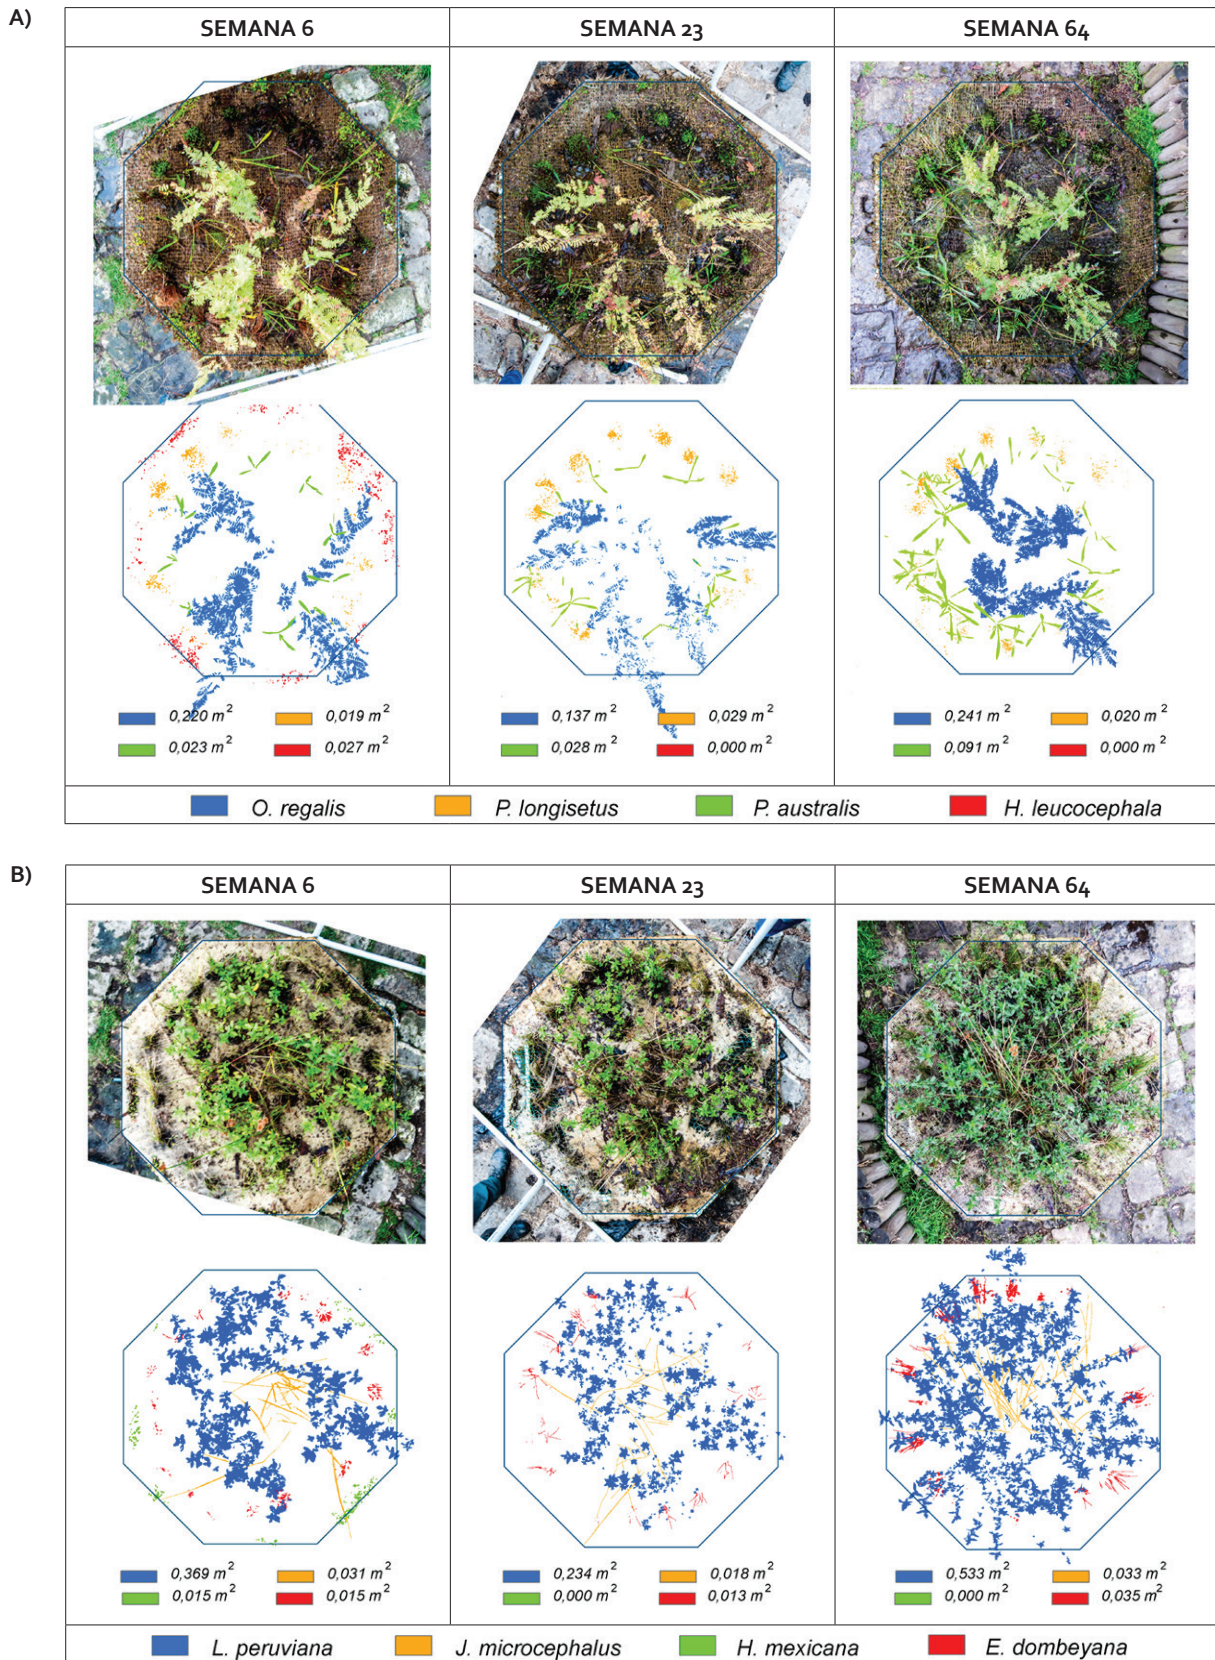 A)
SEMANA 6 SEMANA 23 SEMANA 64
0,220 m² 0,019 m² 0,137 m² 0,029 m² 0,241 m² 0,020 m²
0,023 m² 0,027 m² 0,028 m² 0,000 m² 0,091 m² 0,000 m²
O. regalis P. longisetus P. australis H. leucocephala
B)
SEMANA 6 SEMANA 23 SEMANA 64
0,369 m² 0,031 m² 0,234 m² 0,018 m² 0,533 m² 0,033 m²
0,015 m² 0,015 m² 0,000 m² 0,013 m² 0,000 m² 0,035 m²
L. peruviana J. microcephalus H. mexicana E. dombeyana